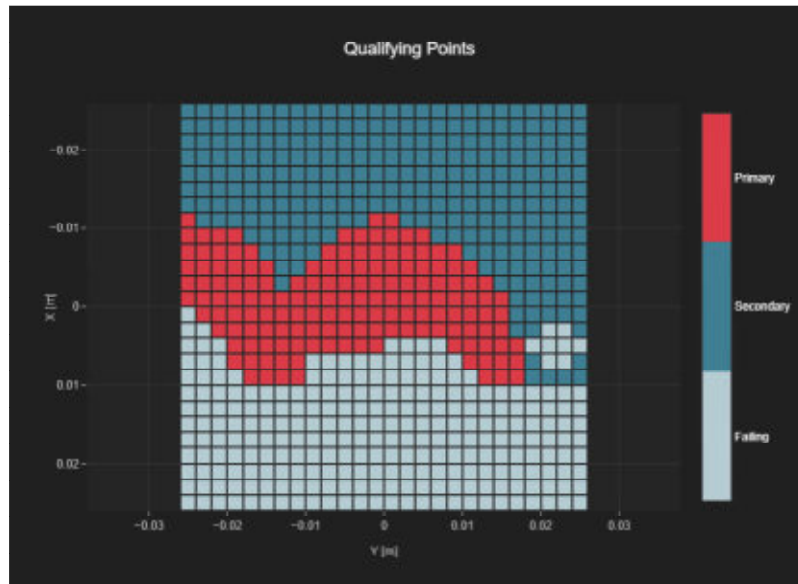 Qualifying Points
Primary
Secondary
Failing
X [m]
−0.02
−0.01
0
0.01
0.02
−0.03
−0.02
−0.01
0
0.01
0.02
0.03
Y [m]